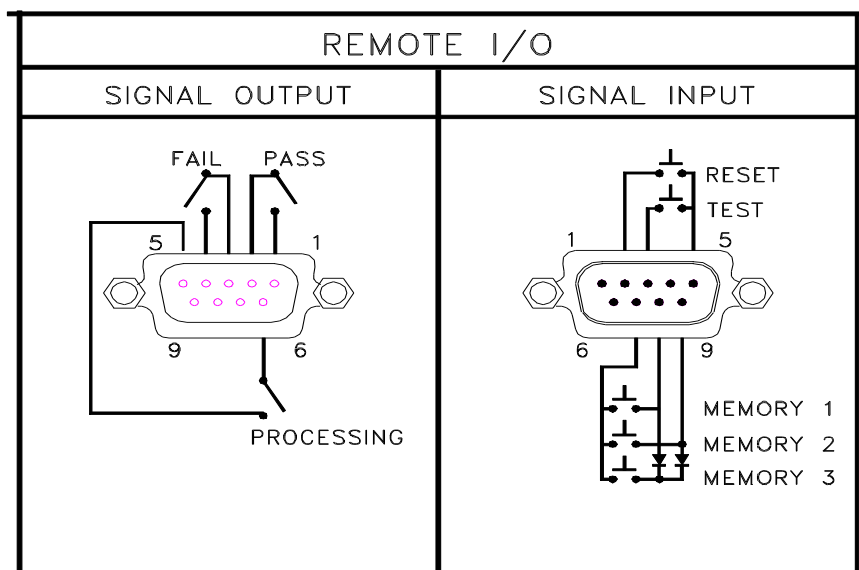 REMOTE I/O
SIGNAL OUTPUT
SIGNAL INPUT
FAIL PASS
5 1
9 6
PROCESSING
RESET
TEST
1 5
6 9
MEMORY 1
MEMORY 2
MEMORY 3